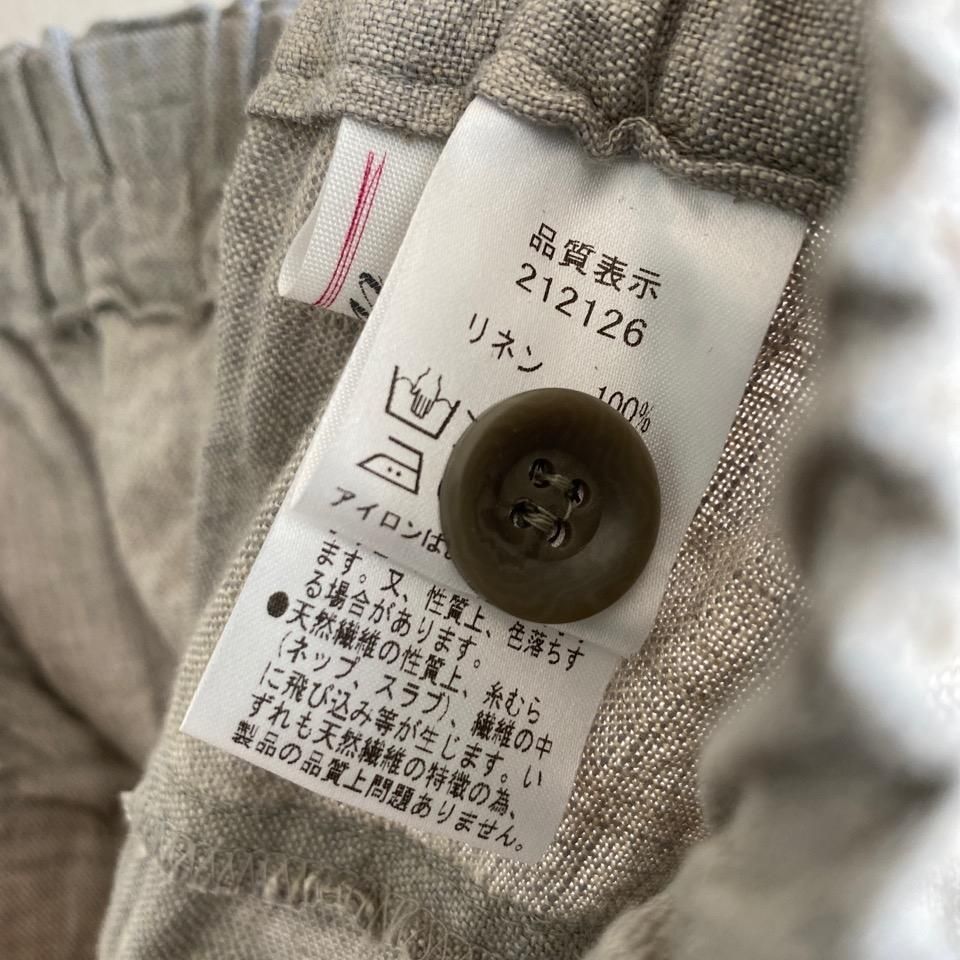 品質表示
212126
リネン 100%
アイロンは
ます。又、性質上、色落ちす
る場合があります。
●天然繊維の性質上、糸むら
(ネップ、スラブ)、繊維の中
に飛び込み等が生じます。い
ずれも天然繊維の特徴の為、
製品の品質上問題ありません。